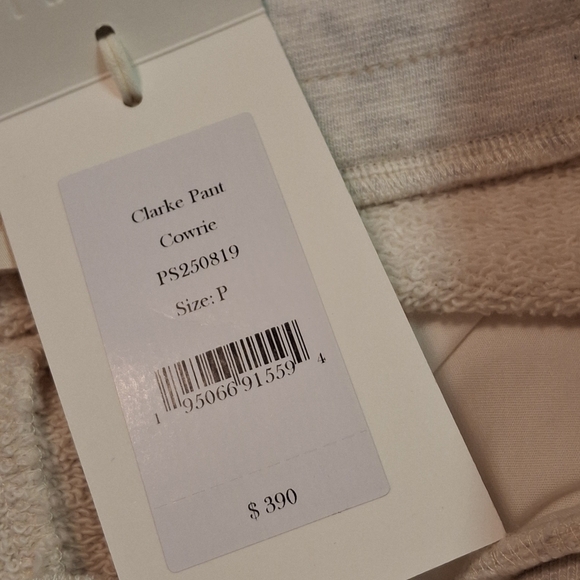 Clarke Pant
Cowrie
PS250819
Size: P
1 95066 91559 4
$ 390